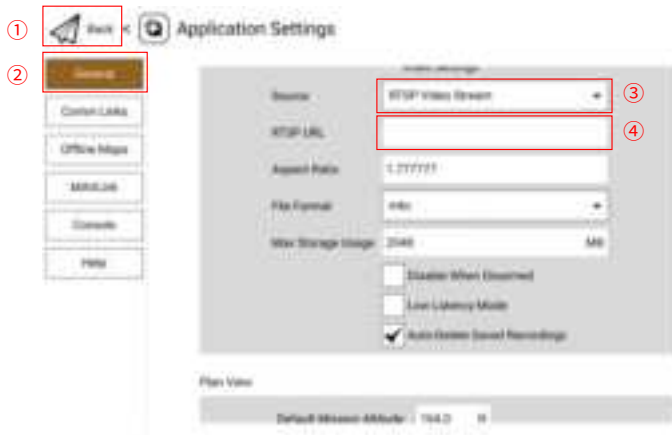 ① Back < Application Settings
② General
Comm Links
Offline Maps
MAVLink
Console
Help
Video Settings
Source RTSP Video Stream ③
RTSP URL ④
Aspect Ratio 1.777777
File Format mkv
Max Storage Usage 2048 MB
Disable When Disarmed
Low Latency Mode
Auto-Delete Saved Recordings
Plan View
Default Mission Altitude 164.0 ft